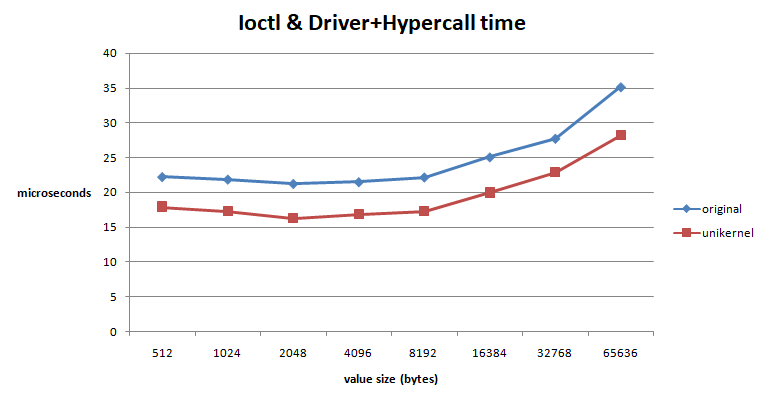 Ioctl & Driver+Hypercall time
40
35
30
25
20
15
10
5
0
microseconds
512 1024 2048 4096 8192 16384 32768 65636
value size (bytes)
original
unikernel